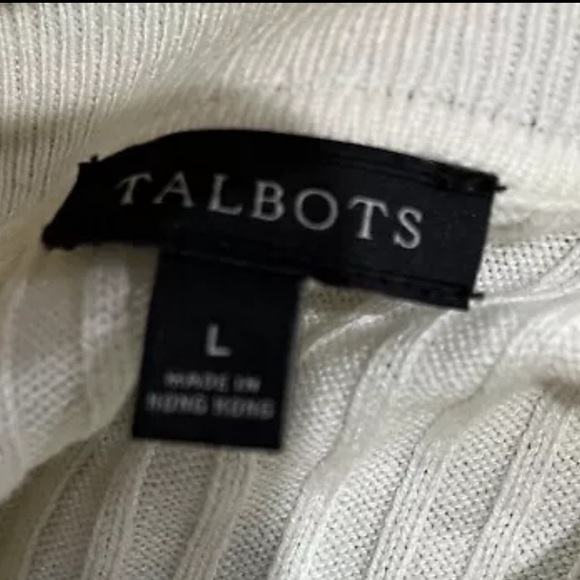 TALBOTS
L
MADE IN
HONG KONG